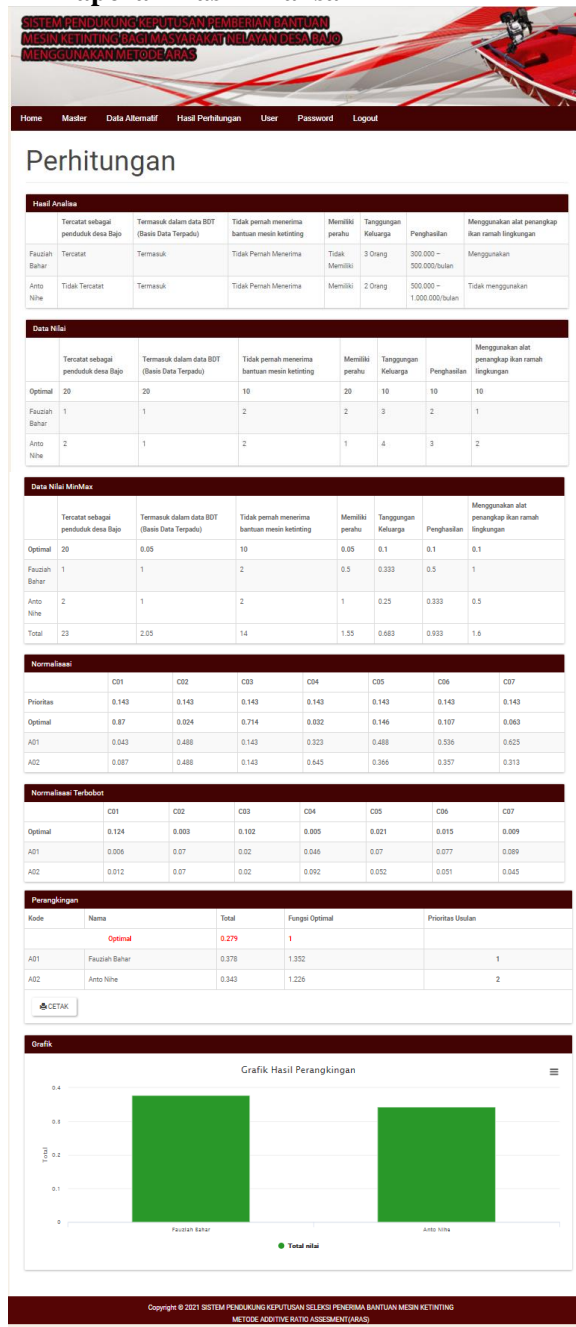 SISTEM PENDUKUNG KEPUTUSAN PEMBERIAN BANTUAN
MESIN KETINTING BAGI MASYARAKAT NELAYAN DESA BAJO
MENGGUNAKAN METODE ARAS
Home Master Data Alternatif Hasil Perhitungan User Password Logout
Perhitungan
Hasil Analisa
Tercatat sebagai penduduk desa Bajo Termasuk dalam data BDT (Basis Data Terpadu) Tidak pernah menerima bantuan mesin ketinting Memiliki perahu Tanggungan Keluarga Penghasilan Menggunakan alat penangkap ikan ramah lingkungan
Fauziah Bahar Tercatat Termasuk Tidak Pernah Menerima Tidak Memiliki 3 Orang 300.000 – 500.000/bulan Menggunakan
Anto Nihe Tidak Tercatat Termasuk Tidak Pernah Menerima Memiliki 2 Orang 500.000 – 1.000.000/bulan Tidak menggunakan
Data Nilai
Tercatat sebagai penduduk desa Bajo Termasuk dalam data BDT (Basis Data Terpadu) Tidak pernah menerima bantuan mesin ketinting Memiliki perahu Tanggungan Keluarga Penghasilan Menggunakan alat penangkap ikan ramah lingkungan
Optimal 20 20 10 20 10 10 10
Fauziah Bahar 1 1 2 2 3 2 1
Anto Nihe 2 1 2 1 4 3 2
Data Nilai MinMax
Tercatat sebagai penduduk desa Bajo Termasuk dalam data BDT (Basis Data Terpadu) Tidak pernah menerima bantuan mesin ketinting Memiliki perahu Tanggungan Keluarga Penghasilan Menggunakan alat penangkap ikan ramah lingkungan
Optimal 20 0.05 10 0.05 0.1 0.1 0.1
Fauziah Bahar 1 1 2 0.5 0.333 0.5 1
Anto Nihe 2 1 2 1 0.25 0.333 0.5
Total 23 2.05 14 1.55 0.683 0.933 1.6
Normalisasi
C01 C02 C03 C04 C05 C06 C07
Prioritas 0.143 0.143 0.143 0.143 0.143 0.143 0.143
Optimal 0.87 0.024 0.714 0.032 0.146 0.107 0.063
A01 0.043 0.488 0.143 0.323 0.488 0.536 0.625
A02 0.087 0.488 0.143 0.645 0.366 0.357 0.313
Normalisasi Terbobot
C01 C02 C03 C04 C05 C06 C07
Optimal 0.124 0.003 0.102 0.005 0.021 0.015 0.009
A01 0.006 0.07 0.02 0.046 0.07 0.077 0.089
A02 0.012 0.07 0.02 0.092 0.052 0.051 0.045
Perangkingan
Kode Nama Total Fungsi Optimal Prioritas Usulan
Optimal 0.279 1
A01 Fauziah Bahar 0.378 1.352 1
A02 Anto Nihe 0.343 1.226 2
CETAK
Grafik
Grafik Hasil Perangkingan
0.4
0.3
0.2
0.1
0
Total
Fauziah Bahar Anto Nihe
Total nilai
Copyright © 2021 SISTEM PENDUKUNG KEPUTUSAN SELEKSI PENERIMA BANTUAN MESIN KETINTING
METODE ADDITIVE RATIO ASSESMENT(ARAS)